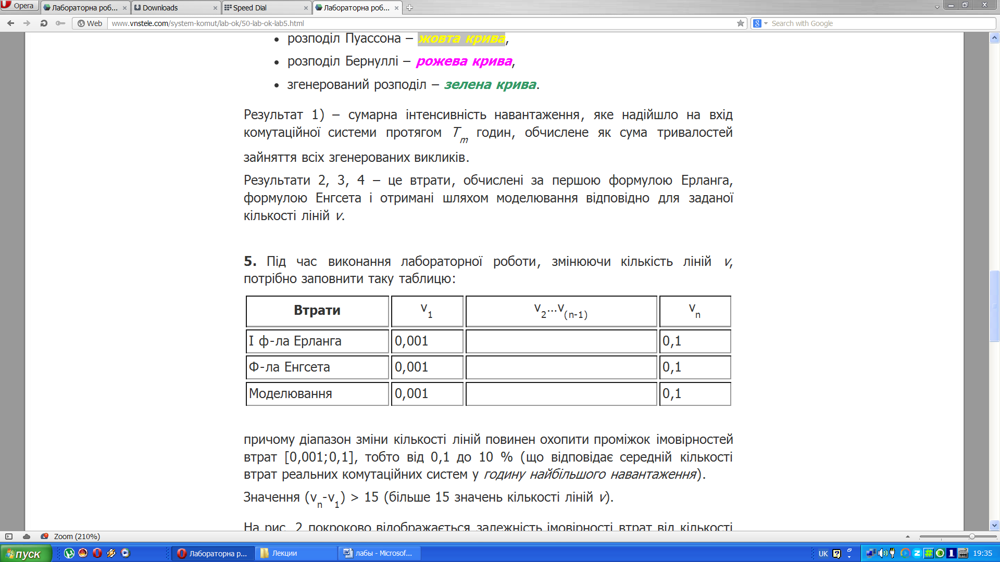 Opera
Лабораторна роб...
Downloads
Speed Dial
Лабораторна роб...
Web
www.vnstele.com/system-komut/lab-ok/50-lab-ok-lab5.html
Search with Google
• розподіл Пуассона – жовта крива,
• розподіл Бернуллі – рожева крива,
• згенерований розподіл – зелена крива.
Результат 1) – сумарна інтенсивність навантаження, яке надійшло на вхід
комутаційної системи протягом Tm годин, обчислене як сума тривалостей
зайняття всіх згенерованих викликів.
Результати 2, 3, 4 – це втрати, обчислені за першою формулою Ерланга,
формулою Енгсета і отримані шляхом моделювання відповідно для заданої
кількості ліній v.
5. Під час виконання лабораторної роботи, змінюючи кількість ліній v,
потрібно заповнити таку таблицю:
Втрати v1 v2...v(n-1) vn
І ф-ла Ерланга 0,001 0,1
Ф-ла Енгсета 0,001 0,1
Моделювання 0,001 0,1
причому діапазон зміни кількості ліній повинен охопити проміжок імовірностей
втрат [0,001;0,1], тобто від 0,1 до 10 % (що відповідає середній кількості
втрат реальних комутаційних систем у годину найбільшого навантаження).
Значення (vn-v1) > 15 (більше 15 значень кількості ліній v).
На рис. 2 покроково відображається залежність імовірності втрат від кількості
Zoom (210%)
пуск
Лабораторна р...
Лекции
лабы - Microsof...
UK
19:35